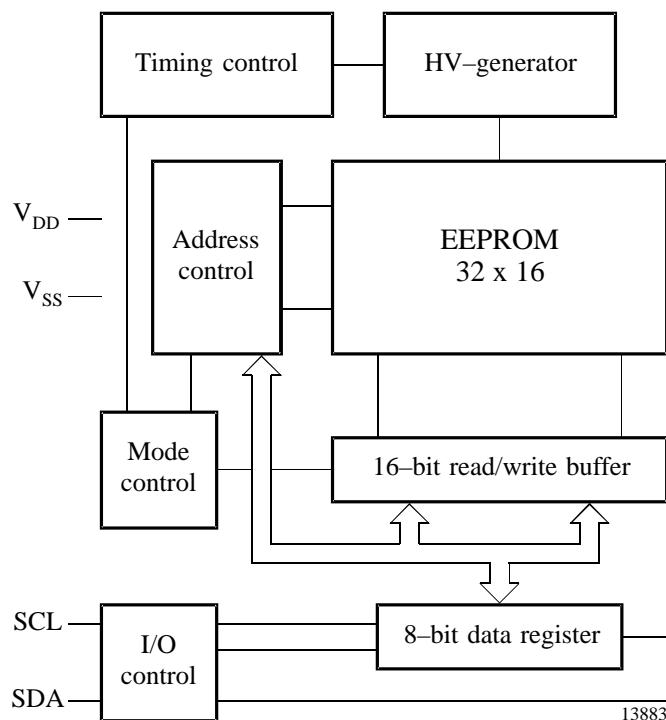 Timing control
HV–generator
V_DD
Address
control
EEPROM
32 x 16
V_SS
Mode
control
16–bit read/write buffer
SCL
I/O
control
8–bit data register
SDA
13883